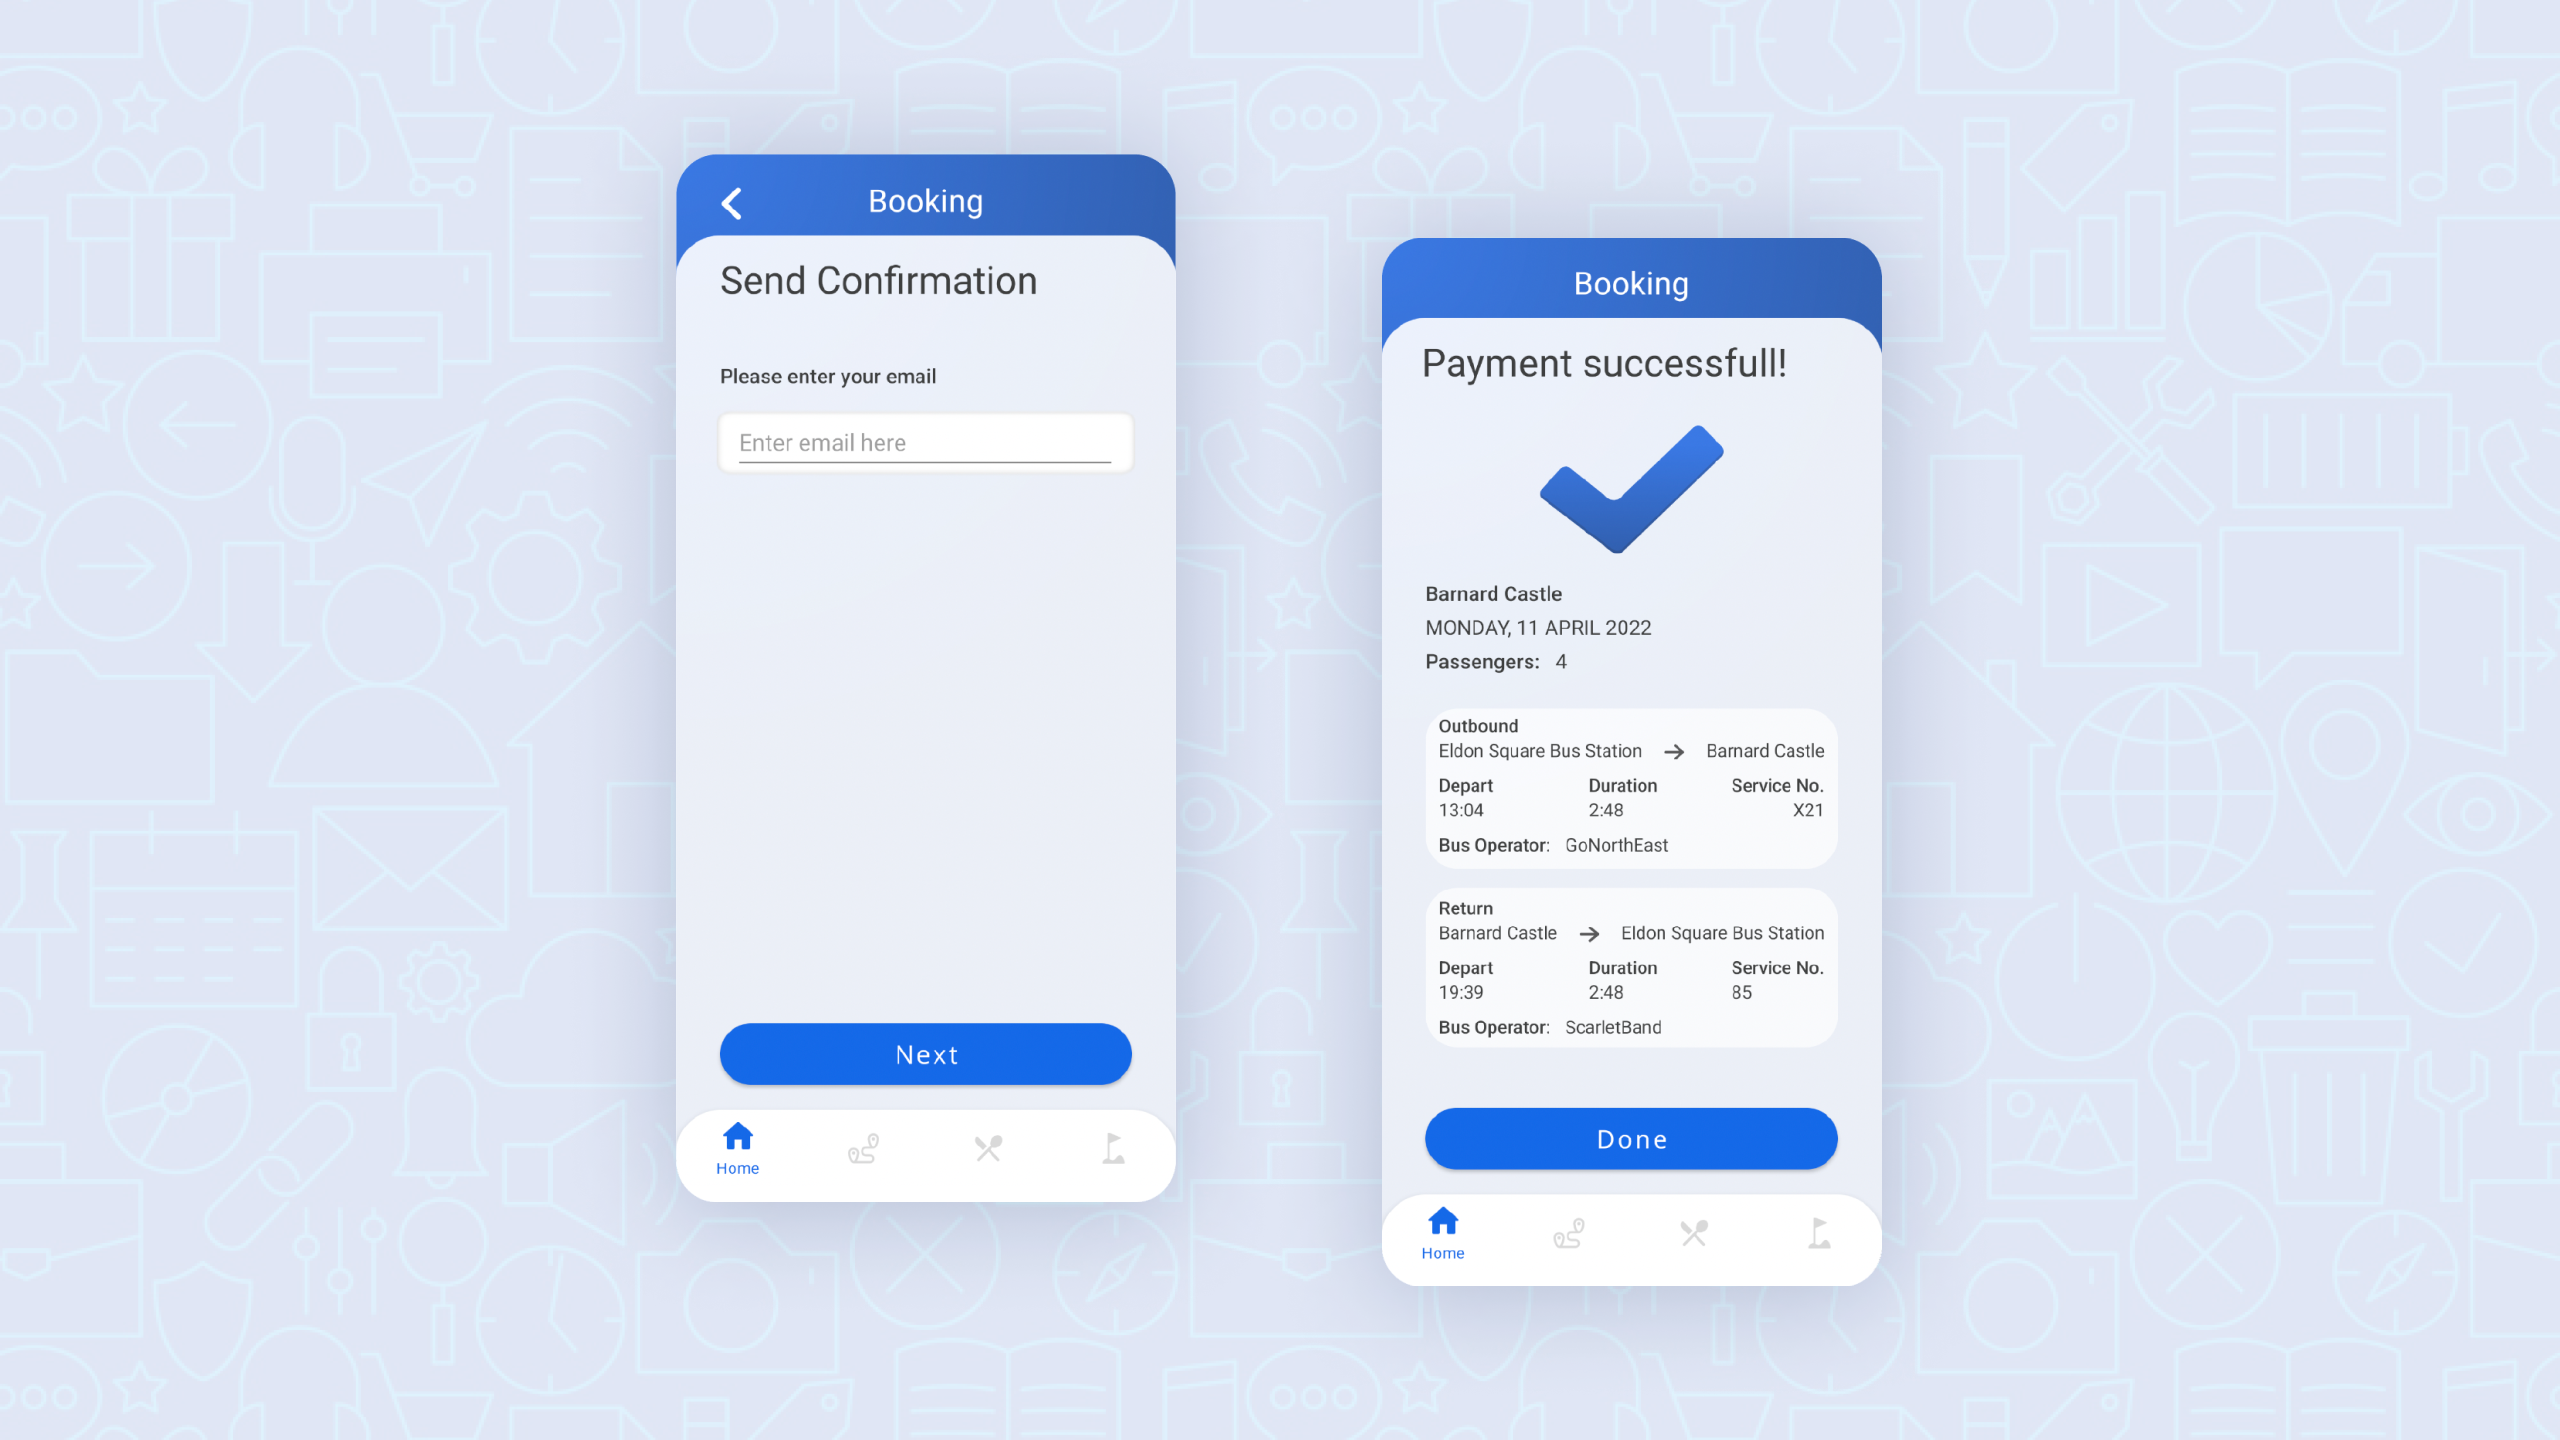 Booking
Send Confirmation
Please enter your email
Enter email here
Next
Home
Booking
Payment successfull!
Barnard Castle
MONDAY, 11 APRIL 2022
Passengers: 4
Outbound
Eldon Square Bus Station → Barnard Castle
Depart Duration Service No.
13:04 2:48 X21
Bus Operator: GoNorthEast
Return
Barnard Castle → Eldon Square Bus Station
Depart Duration Service No.
19:39 2:48 85
Bus Operator: ScarletBand
Done
Home